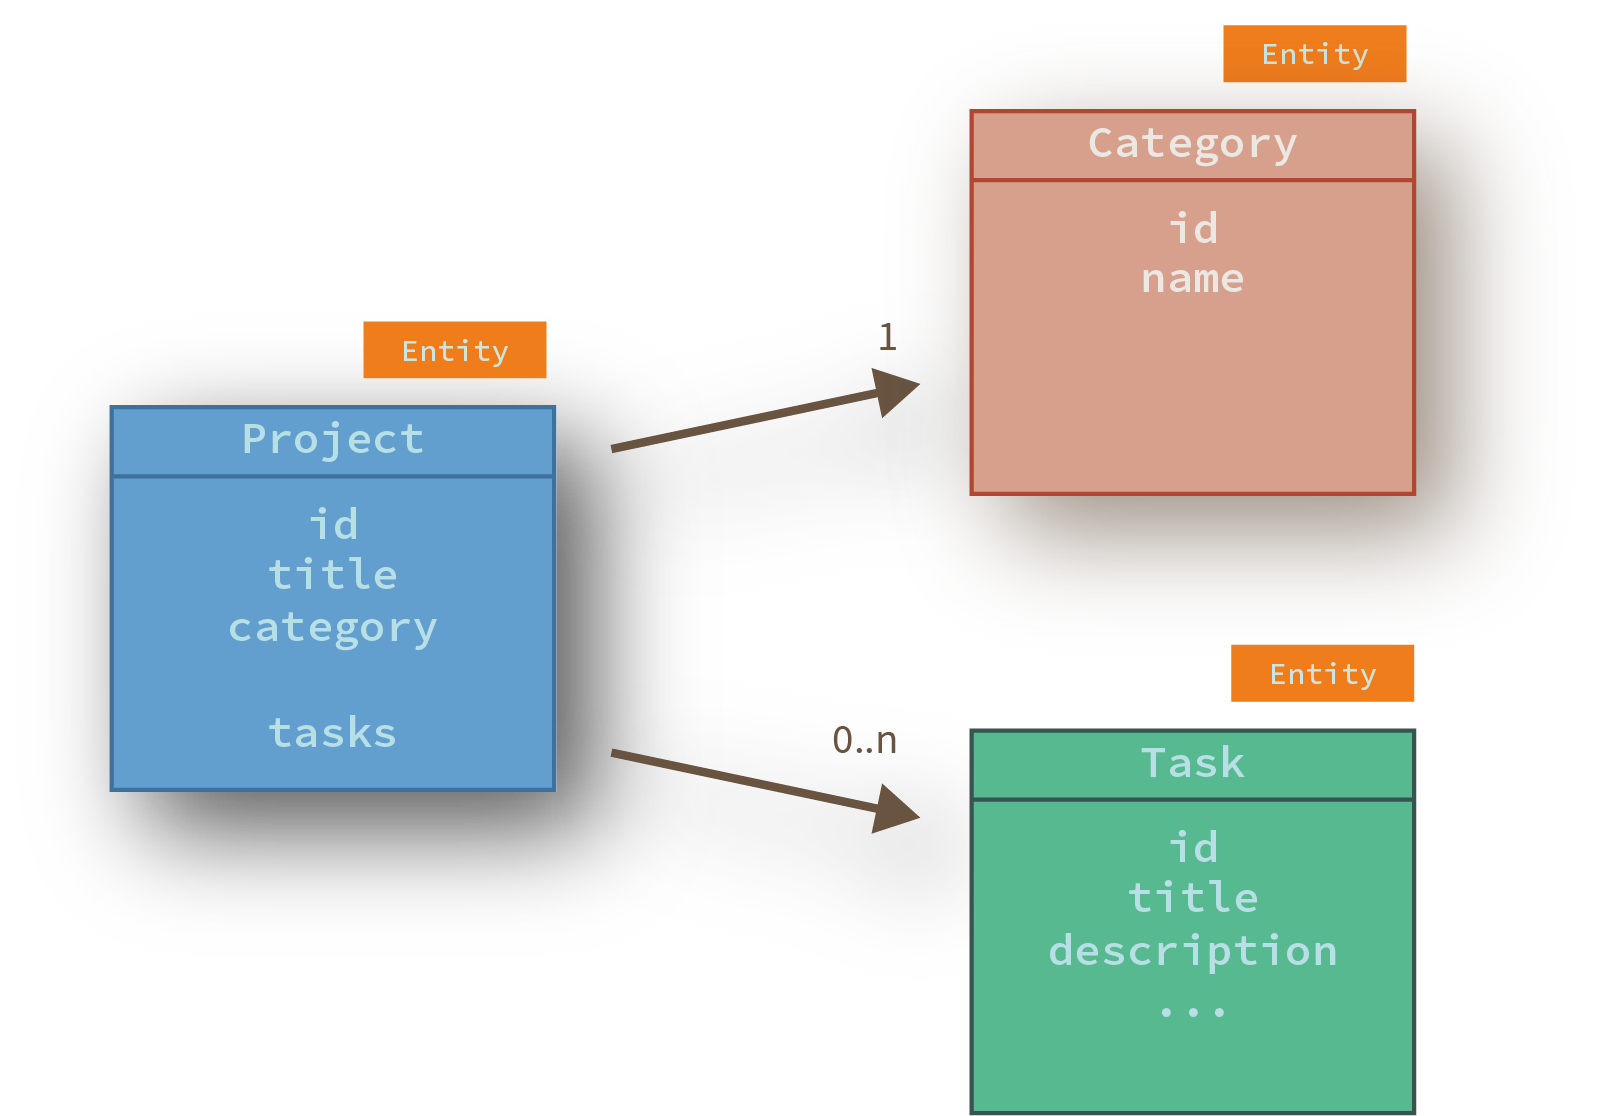 Entity
Project
id
title
category
tasks
1
0..n
Entity
Category
id
name
Entity
Task
id
title
description
...